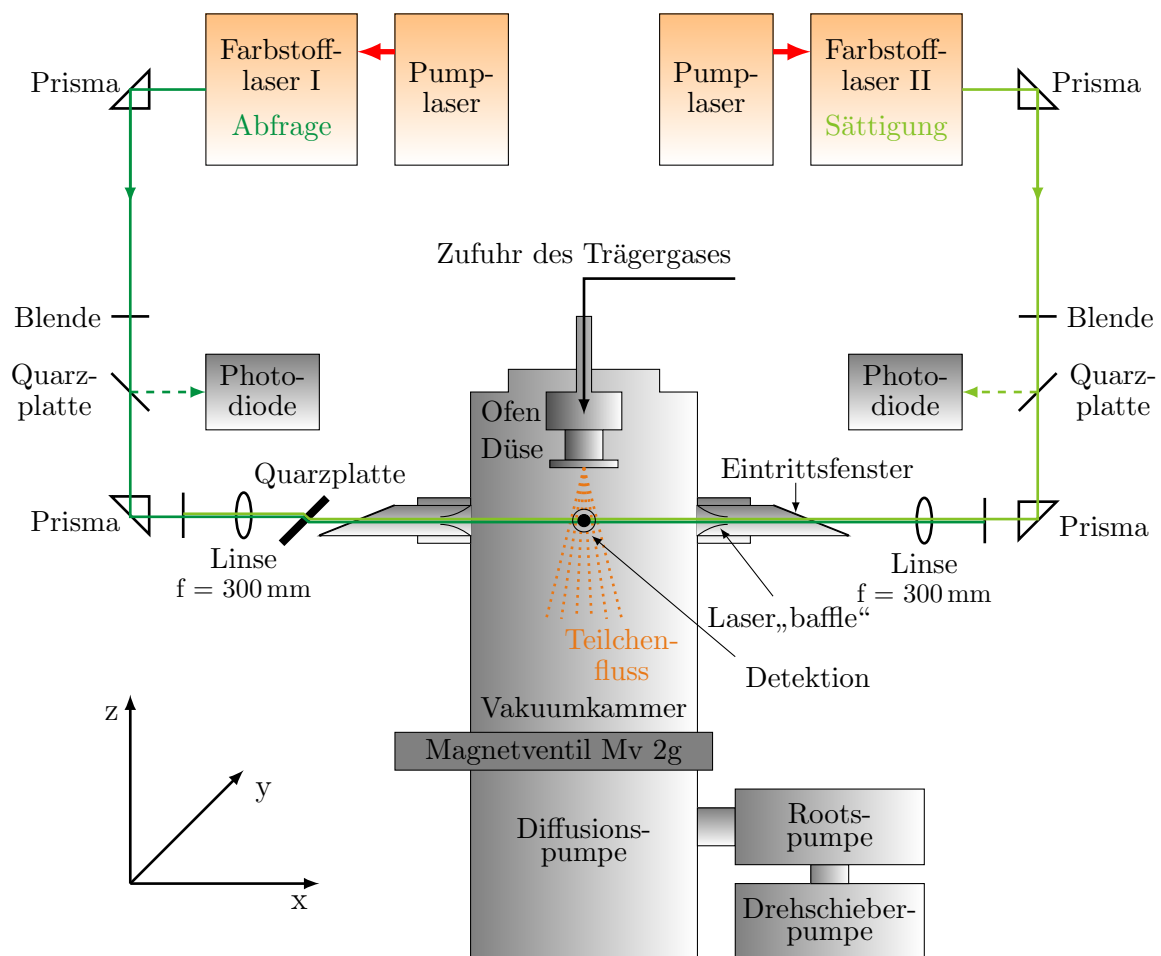 Farbstoff-
laser I
Abfrage
Pump-
laser
Pump-
laser
Farbstoff-
laser II
Sättigung
Prisma
Prisma
Zufuhr des Trägergases
Blende
Blende
Quarz-
platte
Photo-
diode
Photo-
diode
Quarz-
platte
Ofen
Düse
Quarzplatte
Eintrittsfenster
Prisma
Prisma
Linse
f = 300 mm
Linse
f = 300 mm
Laser„baffle“
Teilchen-
fluss
Detektion
Vakuumkammer
Magnetventil Mv 2g
z
y
x
Diffusions-
pumpe
Roots-
pumpe
Drehschieber-
pumpe